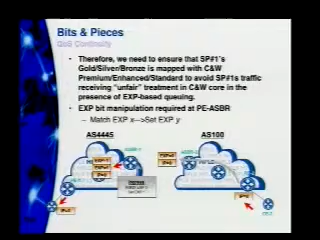 Bits & Pieces
QoS Continuity
• Therefore, we need to ensure that SP#1's
Gold/Silver/Bronze is mapped with C&W
Premium/Enhanced/Standard to avoid SP#1s traffic
receiving "unfair" treatment in C&W core in the
presence of EXP-based queuing.
• EXP bit manipulation required at PE-ASBR
– Match EXP x-->Set EXP y
AS4445
AS100